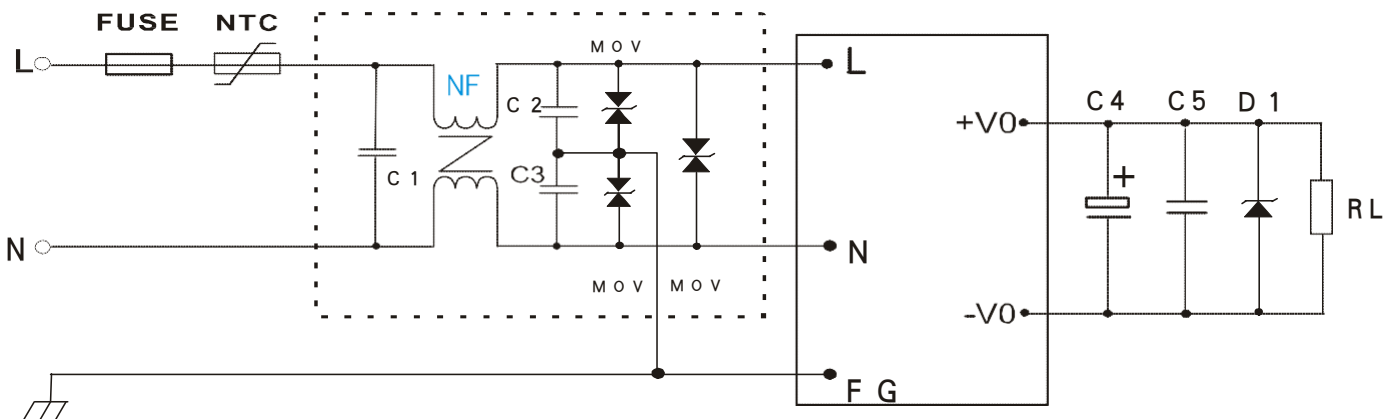 FUSE NTC
MOV
L
NF
L
C2
C4 C5 D1
+V0
C1
C3
+
RL
N
N
MOV MOV
-V0
FG